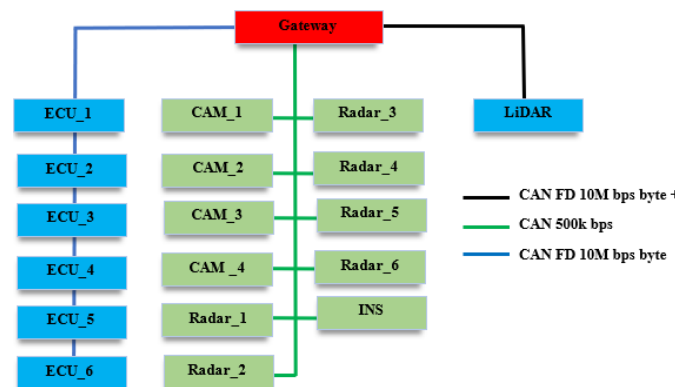 Gateway
ECU_1
CAM_1
Radar_3
LiDAR
ECU_2
CAM_2
Radar_4
ECU_3
CAM_3
Radar_5
ECU_4
CAM _4
Radar_6
ECU_5
Radar_1
INS
ECU_6
Radar_2
CAN FD 10M bps byte +
CAN 500k bps
CAN FD 10M bps byte